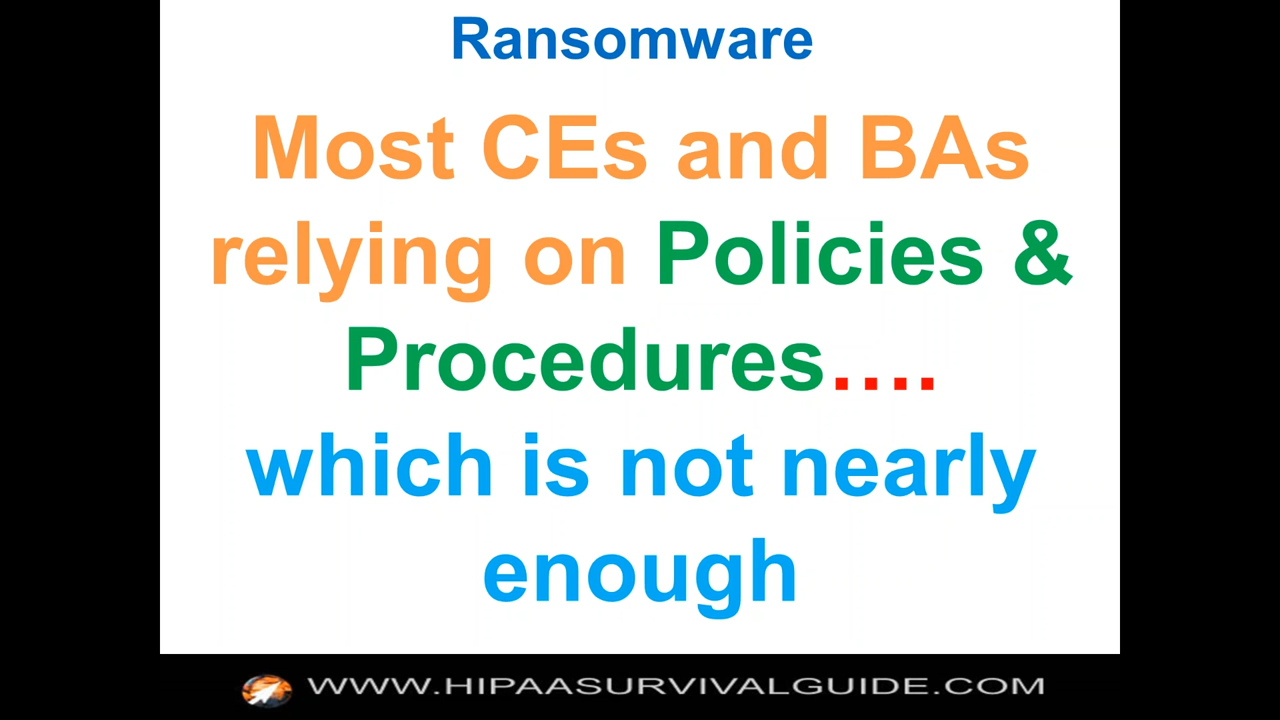 Ransomware
Most CEs and BAs
relying on Policies &
Procedures....
which is not nearly
enough
WWW.HIPAASURVIVALGUIDE.COM